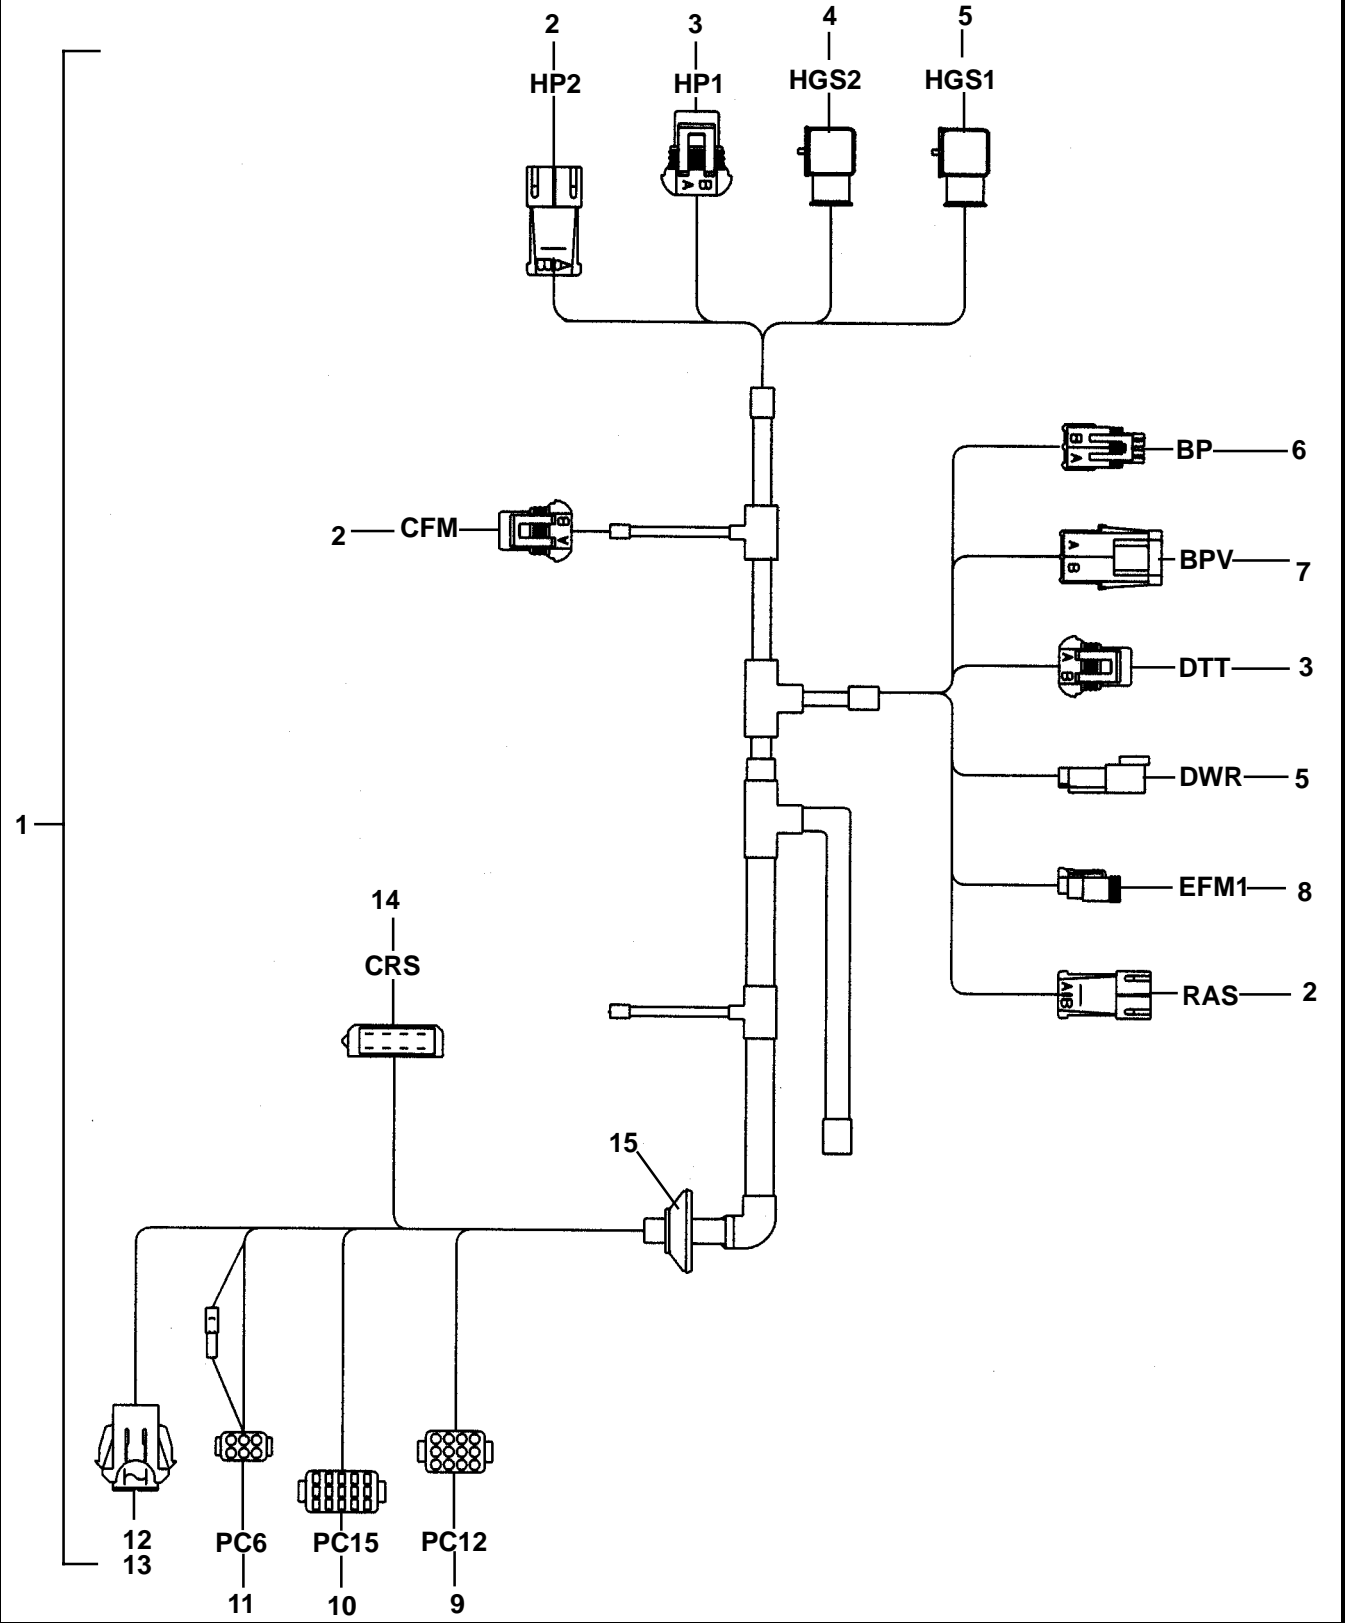 2 3 4 5
HP2 HP1 HGS2 HGS1
A B
B A
B A
BP 6
2 CFM
B A
A B
BPV 7
A B
DTT 3
DWR 5
1
EFM1 8
14
CRS
A B
RAS 2
15
12
13
PC6 PC15 PC12
11 10 9